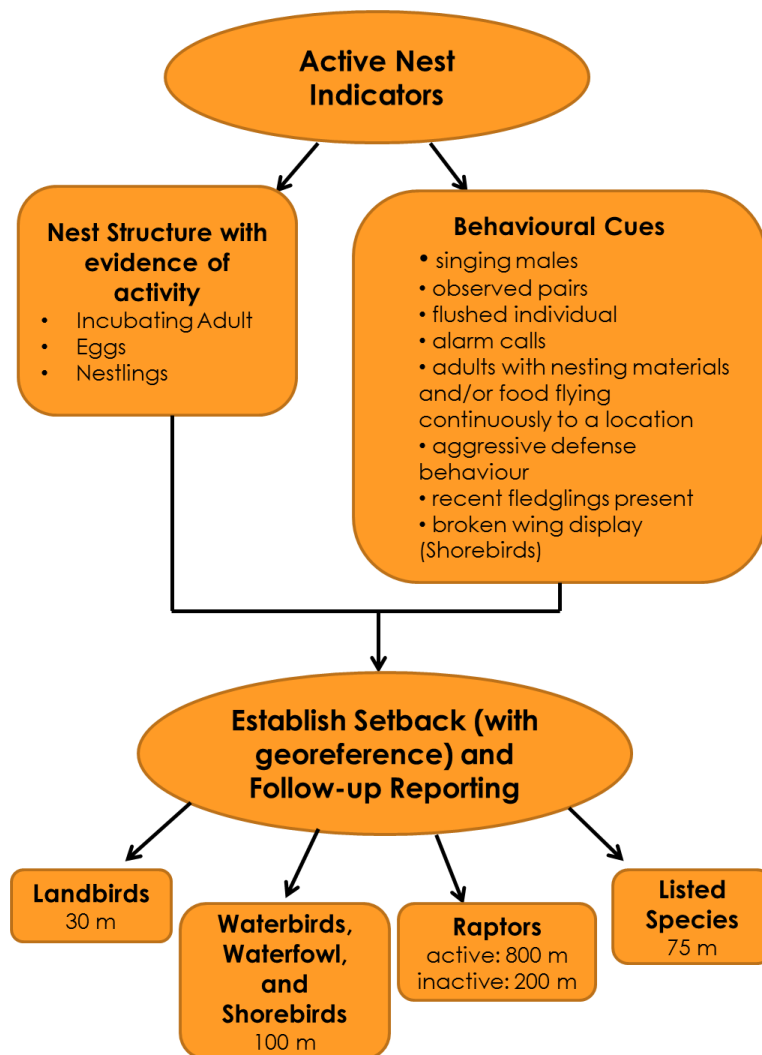 Active Nest
Indicators
Nest Structure with
evidence of
activity
• Incubating Adult
• Eggs
• Nestlings
Behavioural Cues
• singing males
• observed pairs
• flushed individual
• alarm calls
• adults with nesting materials
and/or food flying
continuously to a location
• aggressive defense
behaviour
• recent fledglings present
• broken wing display
(Shorebirds)
Establish Setback (with
georeference) and
Follow-up Reporting
Landbirds
30 m
Waterbirds,
Waterfowl,
and
Shorebirds
100 m
Raptors
active: 800 m
inactive: 200 m
Listed
Species
75 m